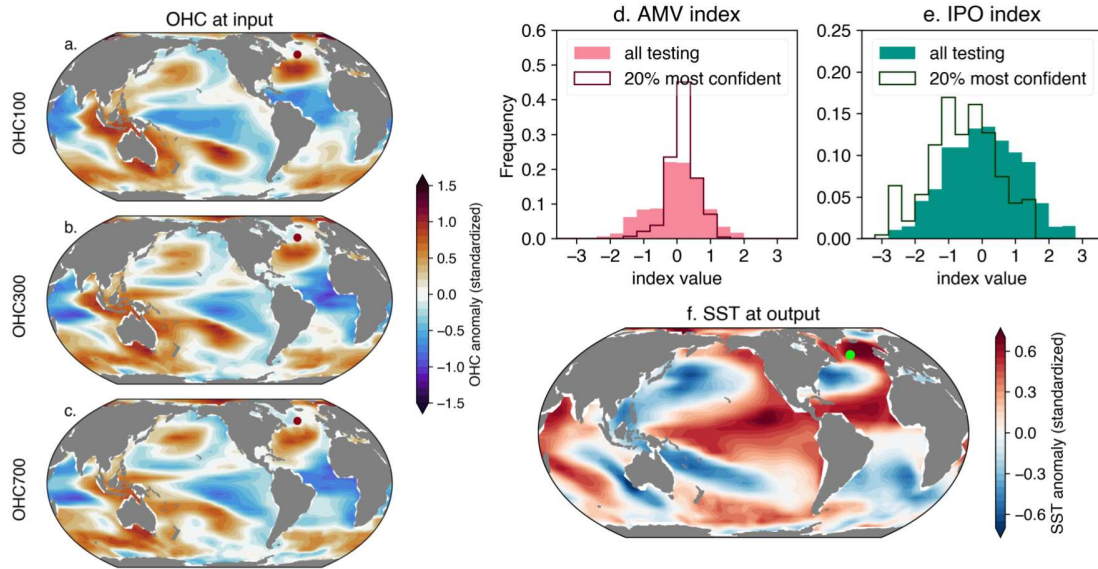 OHC at input
a.
OHC100
b.
OHC300
c.
OHC700
1.5
1.0
0.5
0.0
−0.5
−1.0
−1.5
OHC anomaly (standardized)
d. AMV index
all testing
20% most confident
0.6
0.5
0.4
0.3
0.2
0.1
0.0
Frequency
−3 −2 −1 0 1 2 3
index value
e. IPO index
all testing
20% most confident
0.25
0.20
0.15
0.10
0.05
0.00
−3 −2 −1 0 1 2 3
index value
f. SST at output
0.6
0.3
0.0
−0.3
−0.6
SST anomaly (standardized)